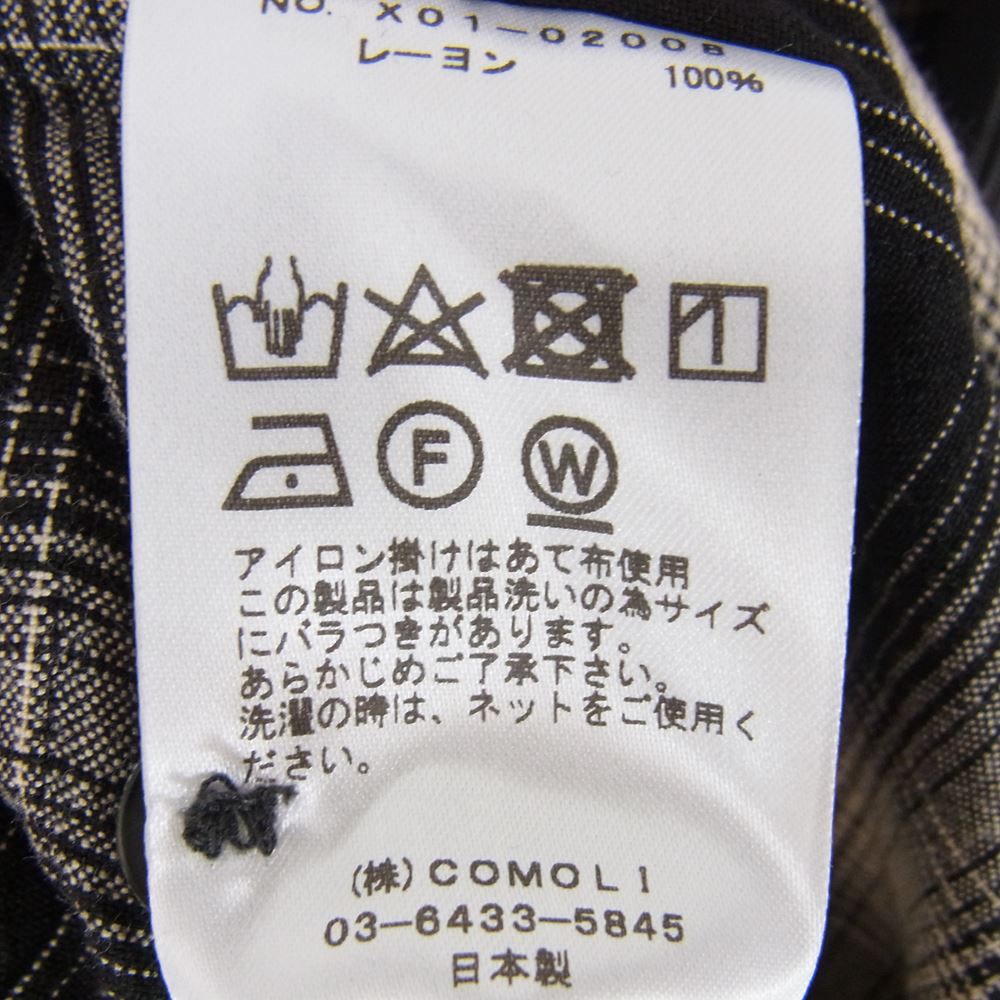 NO. X01-02008
レーヨン 100%
F W
アイロン掛けはあて布使用
この製品は製品洗いの為サイズ
にバラつきがあります。
あらかじめご了承下さい。
洗濯の時は、ネットをご使用く
ださい。
(株)COMOLI
03-6433-5845
日本製